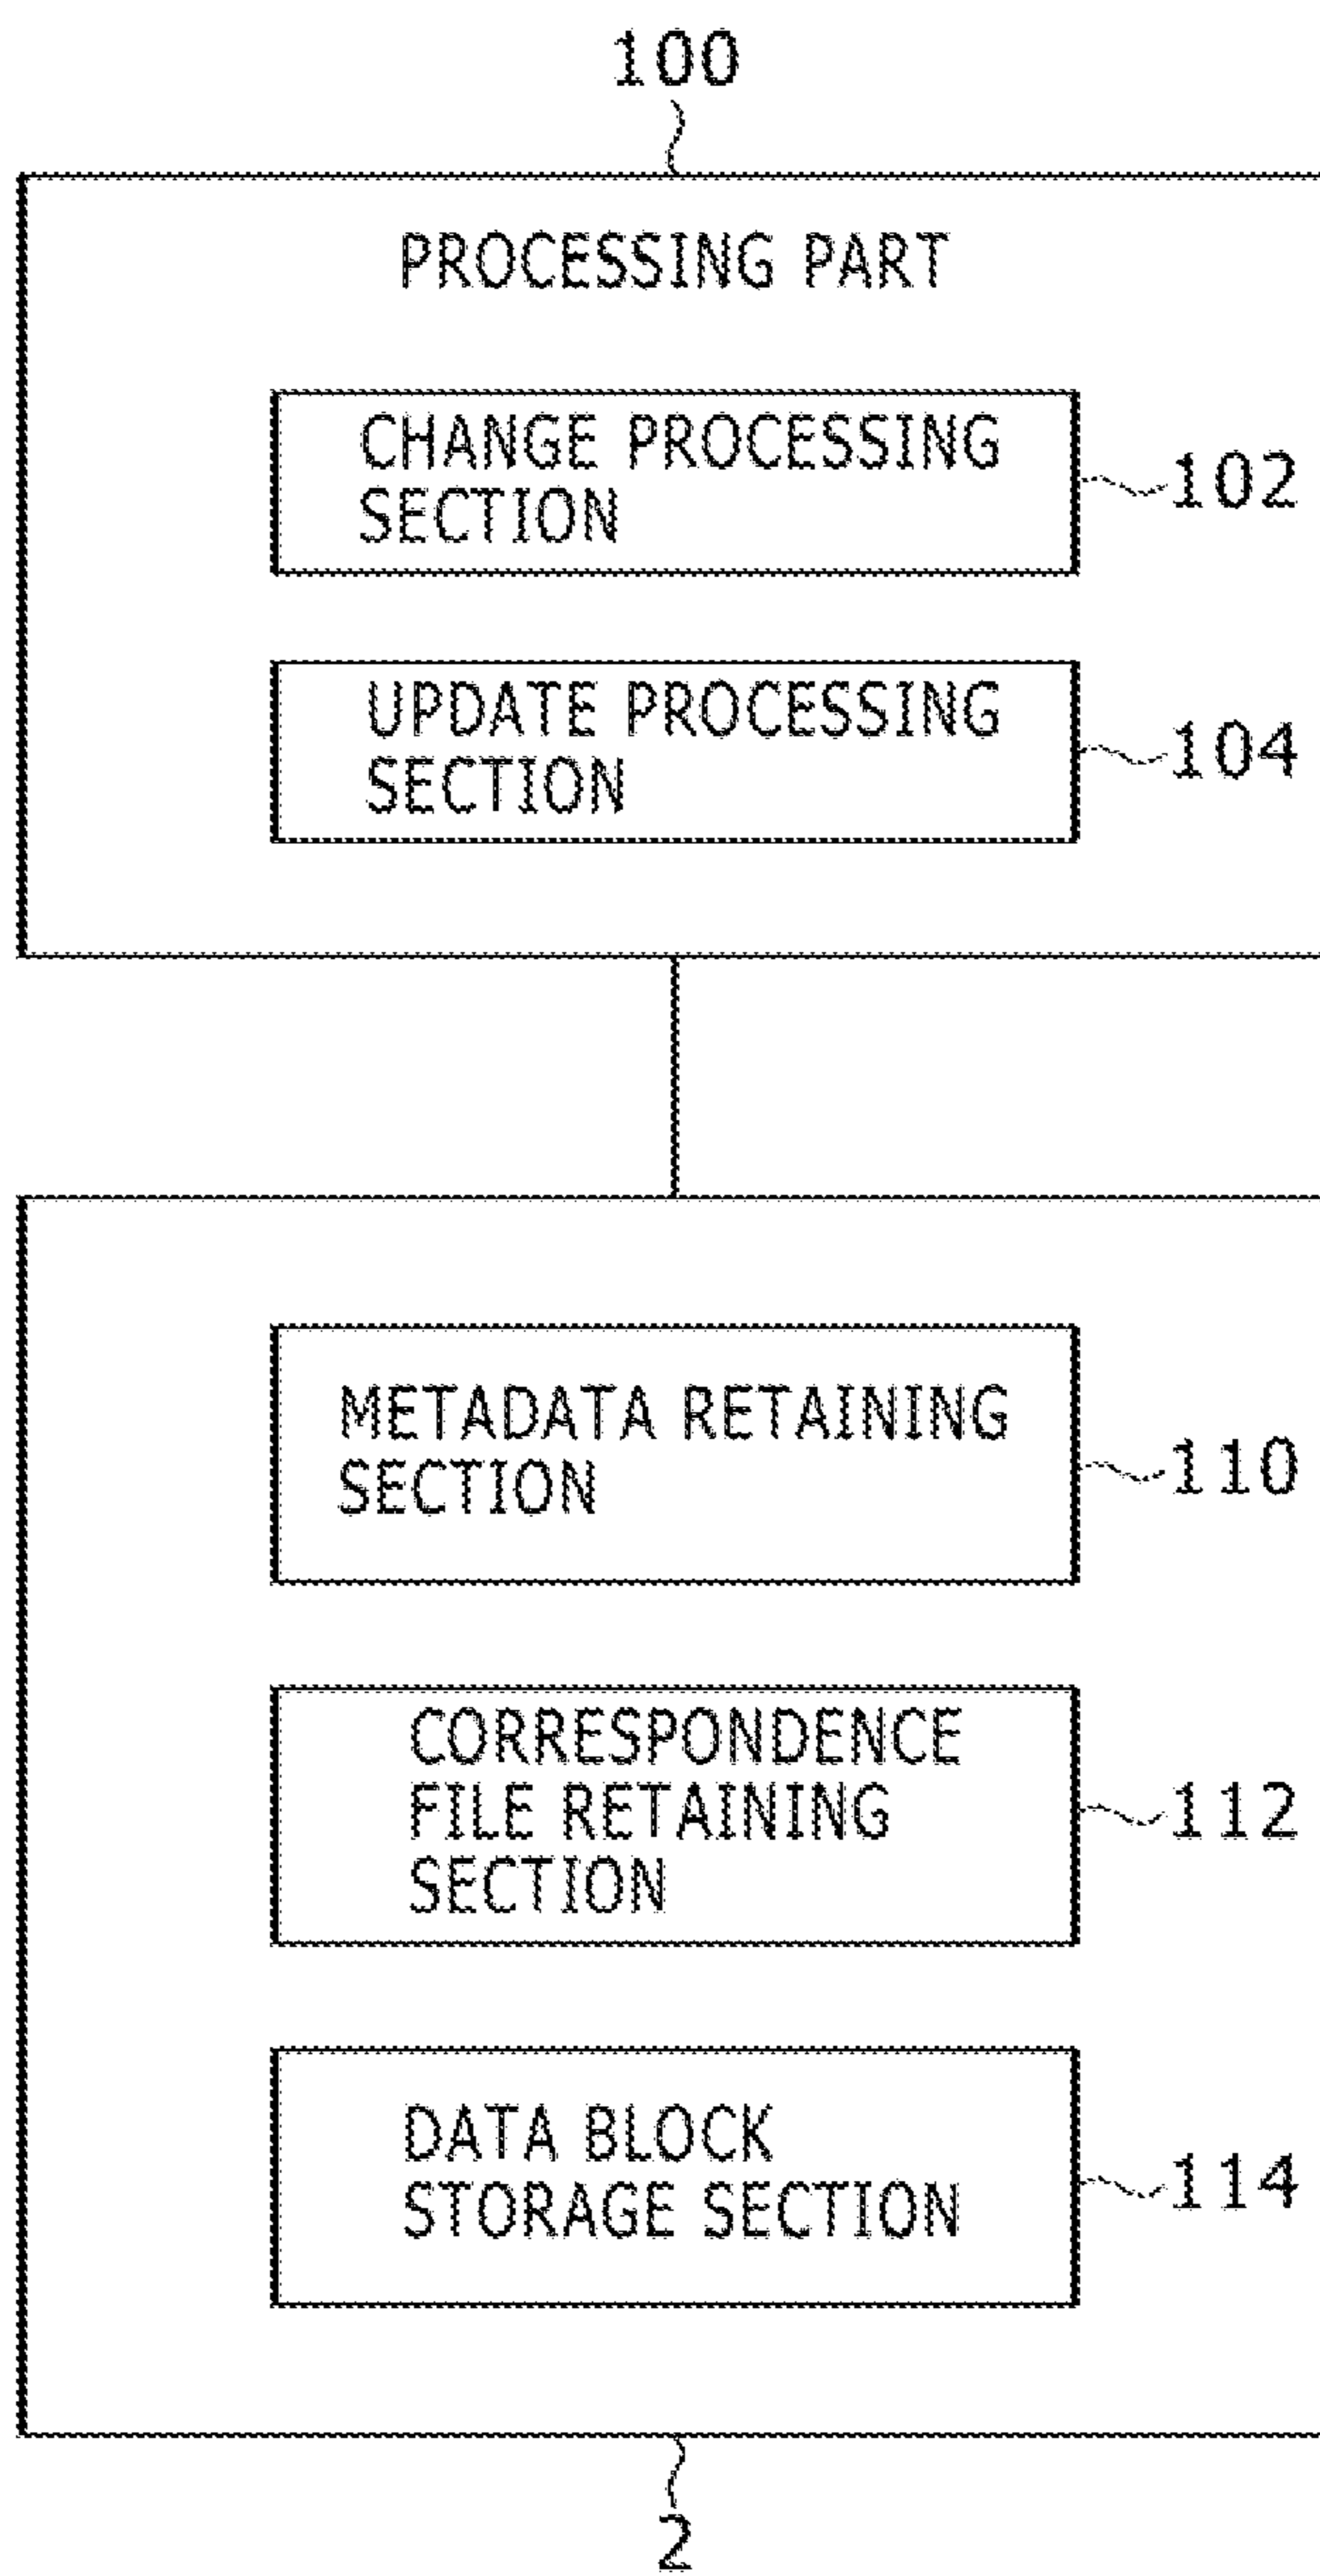 100
PROCESSING PART
CHANGE PROCESSING
SECTION
102
UPDATE PROCESSING
SECTION
104
METADATA RETAINING
SECTION
110
CORRESPONDENCE
FILE RETAINING
SECTION
112
DATA BLOCK
STORAGE SECTION
114
2